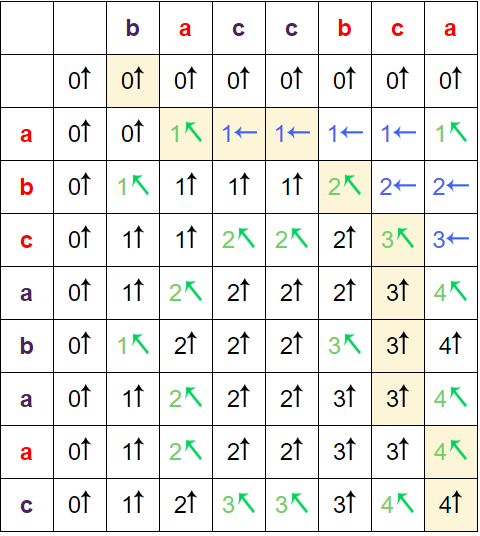 b a c c b c a
0↑ 0↑ 0↑ 0↑ 0↑ 0↑ 0↑ 0↑
a 0↑ 0↑ 1↖ 1← 1← 1← 1← 1↖
b 0↑ 1↖ 1↑ 1↑ 1↑ 2↖ 2← 2←
c 0↑ 1↑ 1↑ 2↖ 2↖ 2↑ 3↖ 3←
a 0↑ 1↑ 2↖ 2↑ 2↑ 2↑ 3↑ 4↖
b 0↑ 1↖ 2↑ 2↑ 2↑ 3↖ 3↑ 4↑
a 0↑ 1↑ 2↖ 2↑ 2↑ 3↑ 3↑ 4↖
a 0↑ 1↑ 2↖ 2↑ 2↑ 3↑ 3↑ 4↖
c 0↑ 1↑ 2↑ 3↖ 3↖ 3↑ 4↖ 4↑